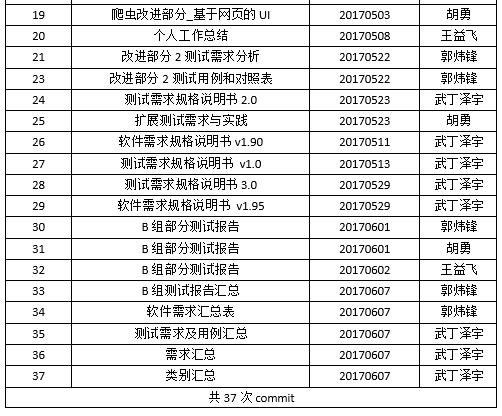 19 爬虫改进部分_基于网页的 UI 20170503 胡勇
20 个人工作总结 20170508 王益飞
21 改进部分 2 测试需求分析 20170522 郭炜锋
23 改进部分 2 测试用例和对照表 20170522 郭炜锋
24 测试需求规格说明书 2.0 20170523 武丁泽宇
25 扩展测试需求与实践 20170523 胡勇
26 软件需求规格说明书 v1.90 20170511 武丁泽宇
27 测试需求规格说明书 v1.0 20170513 武丁泽宇
28 测试需求规格说明书 3.0 20170529 武丁泽宇
29 软件需求规格说明书 v1.95 20170529 武丁泽宇
30 B 组部分测试报告 20170601 郭炜锋
31 B 组部分测试报告 20170601 胡勇
32 B 组部分测试报告 20170602 王益飞
33 B 组测试报告汇总 20170607 郭炜锋
34 软件需求汇总表 20170607 郭炜锋
35 测试需求及用例汇总 20170607 武丁泽宇
36 需求汇总 20170607 武丁泽宇
37 类别汇总 20170607 武丁泽宇
共 37 次 commit